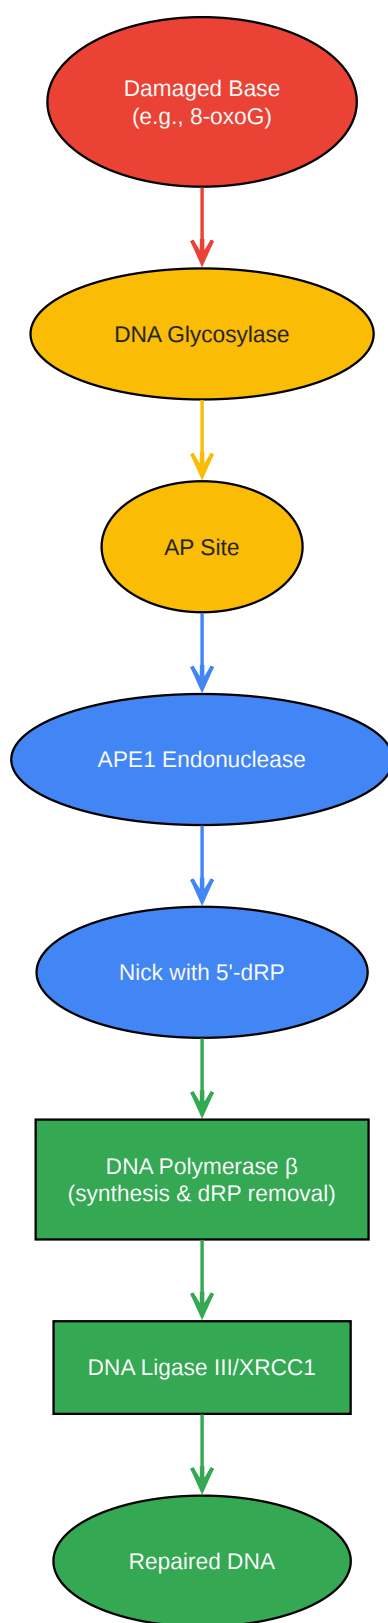 Damaged Base
(e.g., 8-oxoG)
DNA Glycosylase
AP Site
APE1 Endonuclease
Nick with 5'-dRP
DNA Polymerase β
(synthesis & dRP removal)
DNA Ligase III/XRCC1
Repaired DNA